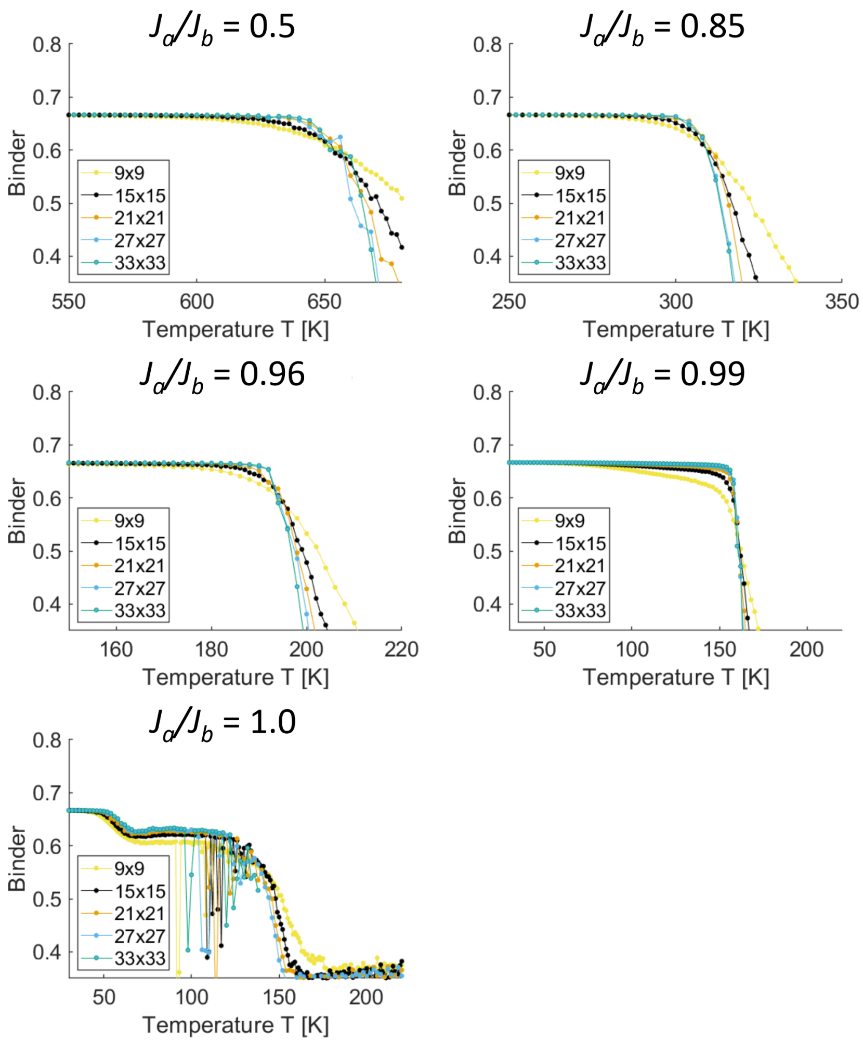 Jₐ/J_b = 0.5
0.8
0.7
0.6
0.5
0.4
Binder
9x9
15x15
21x21
27x27
33x33
550 600 650
Temperature T [K]
Jₐ/J_b = 0.85
0.8
0.7
0.6
0.5
0.4
Binder
9x9
15x15
21x21
27x27
33x33
250 300 350
Temperature T [K]
Jₐ/J_b = 0.96
0.8
0.7
0.6
0.5
0.4
Binder
9x9
15x15
21x21
27x27
33x33
160 180 200 220
Temperature T [K]
Jₐ/J_b = 0.99
0.8
0.7
0.6
0.5
0.4
Binder
9x9
15x15
21x21
27x27
33x33
50 100 150 200
Temperature T [K]
Jₐ/J_b = 1.0
0.8
0.7
0.6
0.5
0.4
Binder
9x9
15x15
21x21
27x27
33x33
50 100 150 200
Temperature T [K]